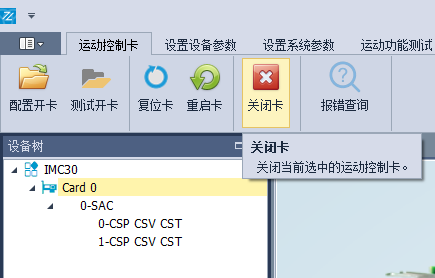 运动控制卡 设置设备参数 设置系统参数 运动功能测试
配置开卡 测试开卡 复位卡 重启卡 关闭卡 报错查询
设备树
关闭卡
关闭当前选中的运动控制卡。
IMC30
Card 0
0-SAC
0-CSP CSV CST
1-CSP CSV CST